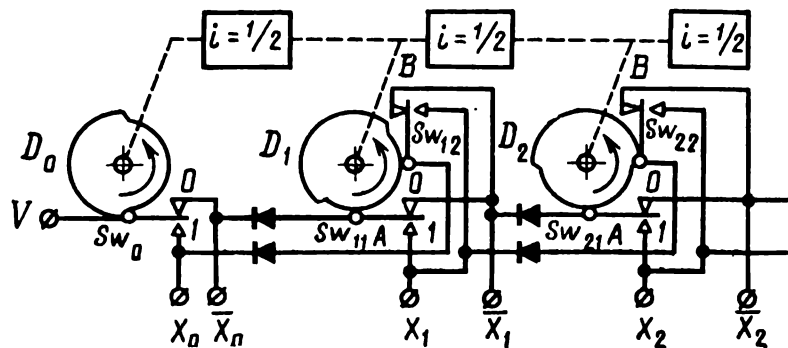 i = 1/2
i = 1/2
i = 1/2
B
B
D₀
D₁
Sw₁₂
D₂
Sw₂₂
0
0
0
V
Sw₀
1
Sw₁₁ A
1
Sw₂₁ A
1
X₀
X̅₀
X₁
X̅₁
X₂
X̅₂